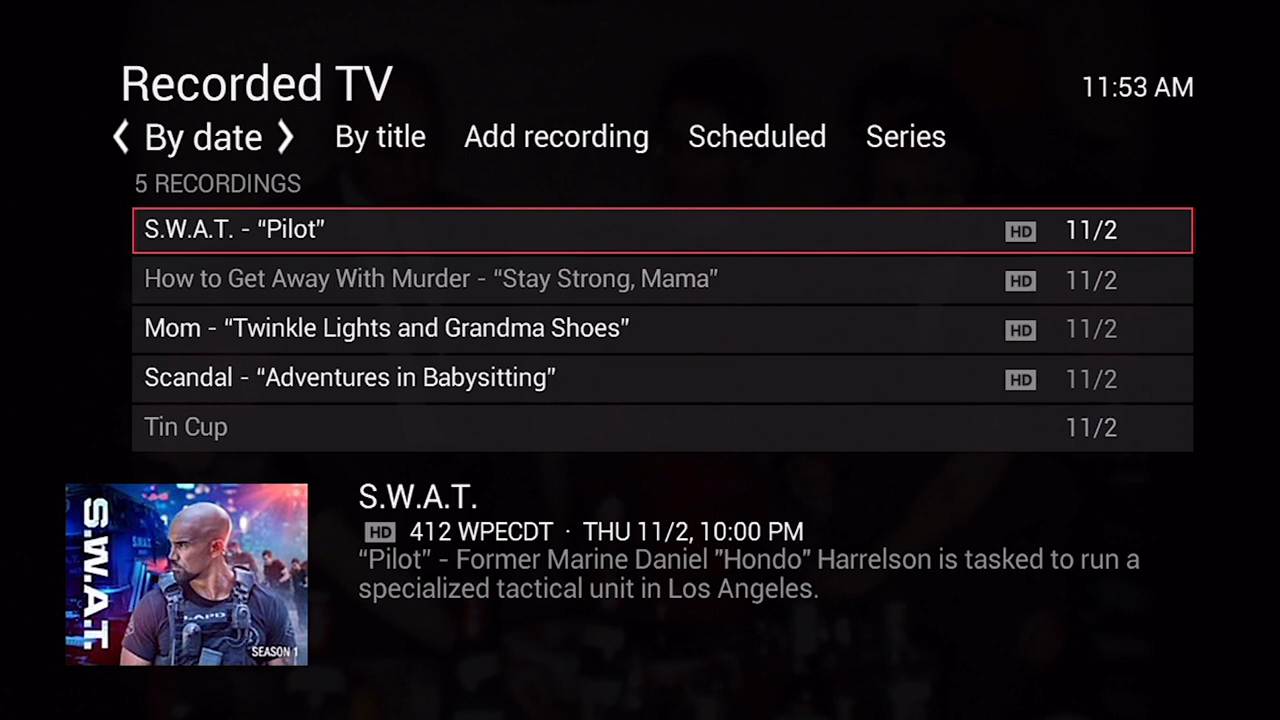 Recorded TV
11:53 AM
By date By title Add recording Scheduled Series
5 RECORDINGS
S.W.A.T. - “Pilot” HD 11/2
How to Get Away With Murder - “Stay Strong, Mama” HD 11/2
Mom - “Twinkle Lights and Grandma Shoes” HD 11/2
Scandal - “Adventures in Babysitting” HD 11/2
Tin Cup 11/2
S.W.A.T.
LAPD
SEASON 1
S.W.A.T.
HD 412 WPECDT · THU 11/2, 10:00 PM
“Pilot” - Former Marine Daniel "Hondo" Harrelson is tasked to run a
specialized tactical unit in Los Angeles.